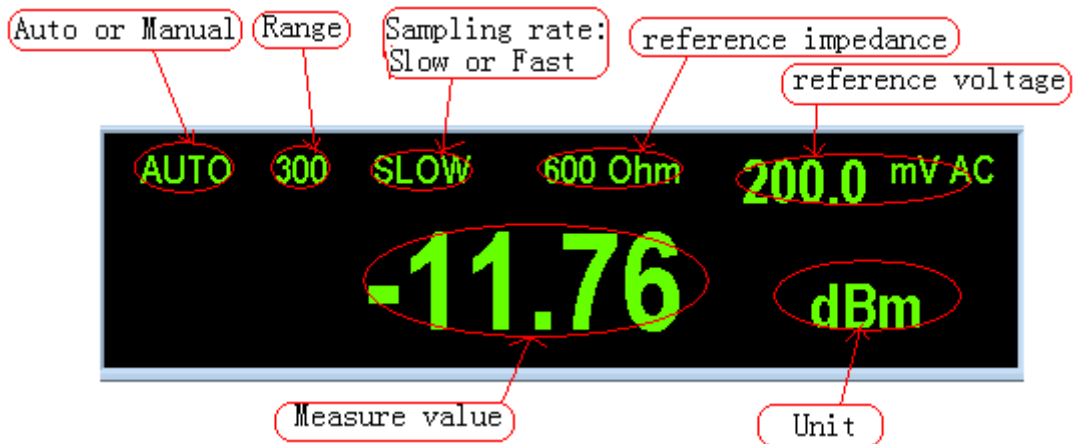 Auto or Manual
Range
Sampling rate:
Slow or Fast
reference impedance
reference voltage
AUTO 300 SLOW 600 Ohm 200.0 mV AC
-11.76 dBm
Measure value
Unit